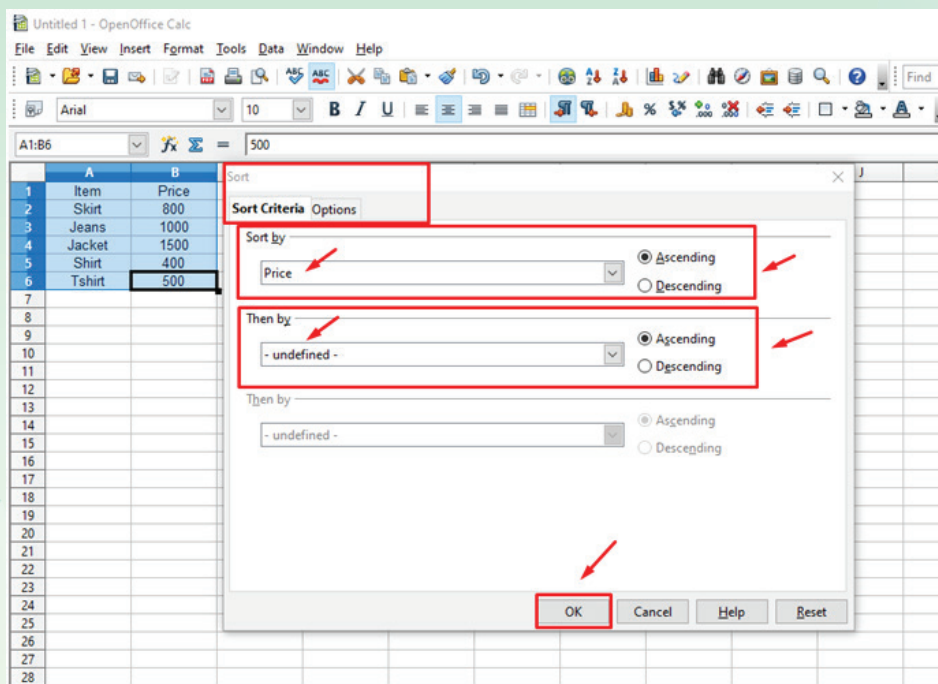 Untitled 1 - OpenOffice Calc
File Edit View Insert Format Tools Data Window Help
ABC ABC Find
Arial 10 B I U
A1:B6 fx Σ = 500
A B J
Sort
Sort Criteria Options
1 Item Price
2 Skirt 800
3 Jeans 1000
4 Jacket 1500
5 Shirt 400
6 Tshirt 500
7
8
9
10
11
12
13
14
15
16
17
18
19
20
21
22
23
24
25
26
27
28
Sort by
Price
Ascending
Descending
Then by
- undefined -
Ascending
Descending
Then by
- undefined -
Ascending
Descending
OK Cancel Help Reset